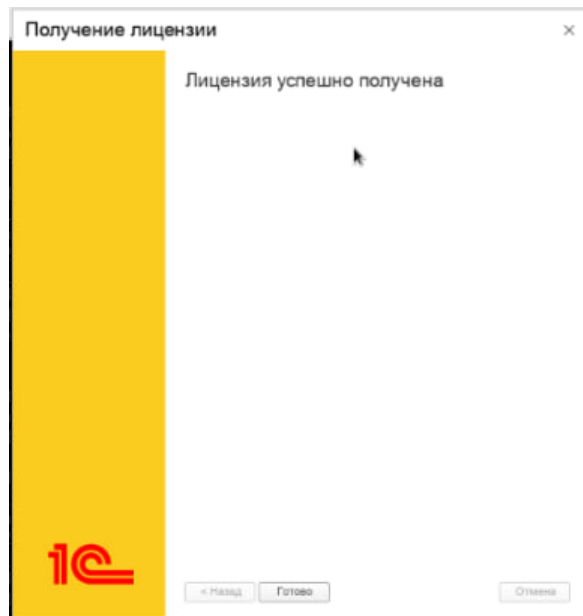 Получение лицензии
Лицензия успешно получена
1С
< Назад Готово Отмена